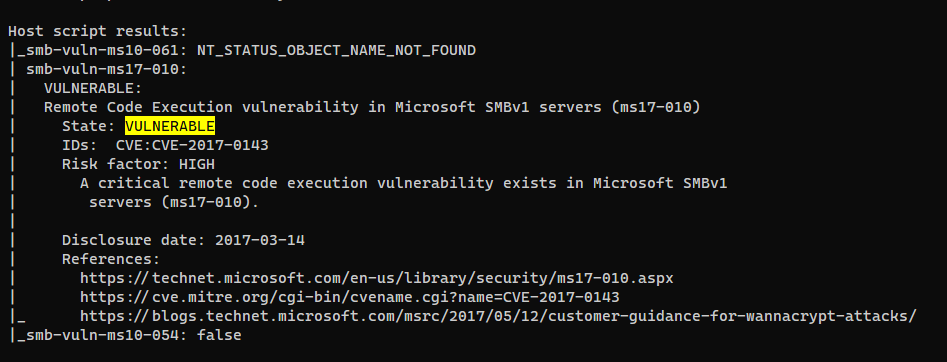 Host script results:
|_smb-vuln-ms10-061: NT_STATUS_OBJECT_NAME_NOT_FOUND
| smb-vuln-ms17-010:
|   VULNERABLE:
|   Remote Code Execution vulnerability in Microsoft SMBv1 servers (ms17-010)
|     State: VULNERABLE
|     IDs:  CVE:CVE-2017-0143
|     Risk factor: HIGH
|       A critical remote code execution vulnerability exists in Microsoft SMBv1
|        servers (ms17-010).
|
|     Disclosure date: 2017-03-14
|     References:
|       https://technet.microsoft.com/en-us/library/security/ms17-010.aspx
|       https://cve.mitre.org/cgi-bin/cvename.cgi?name=CVE-2017-0143
|_      https://blogs.technet.microsoft.com/msrc/2017/05/12/customer-guidance-for-wannacrypt-attacks/
|_smb-vuln-ms10-054: false